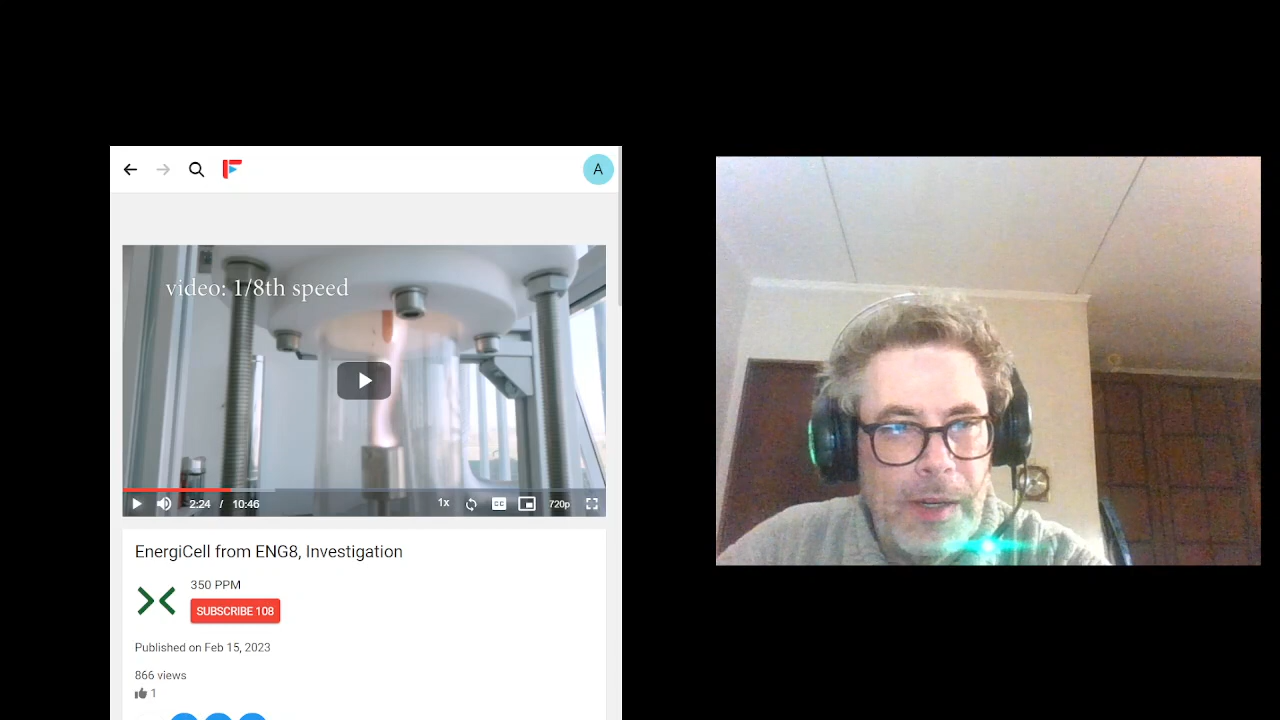 A
video: 1/8th speed
2:24 / 10:46
1x
CC
720p
EnergiCell from ENG8, Investigation
350 PPM
SUBSCRIBE 108
Published on Feb 15, 2023
866 views
1